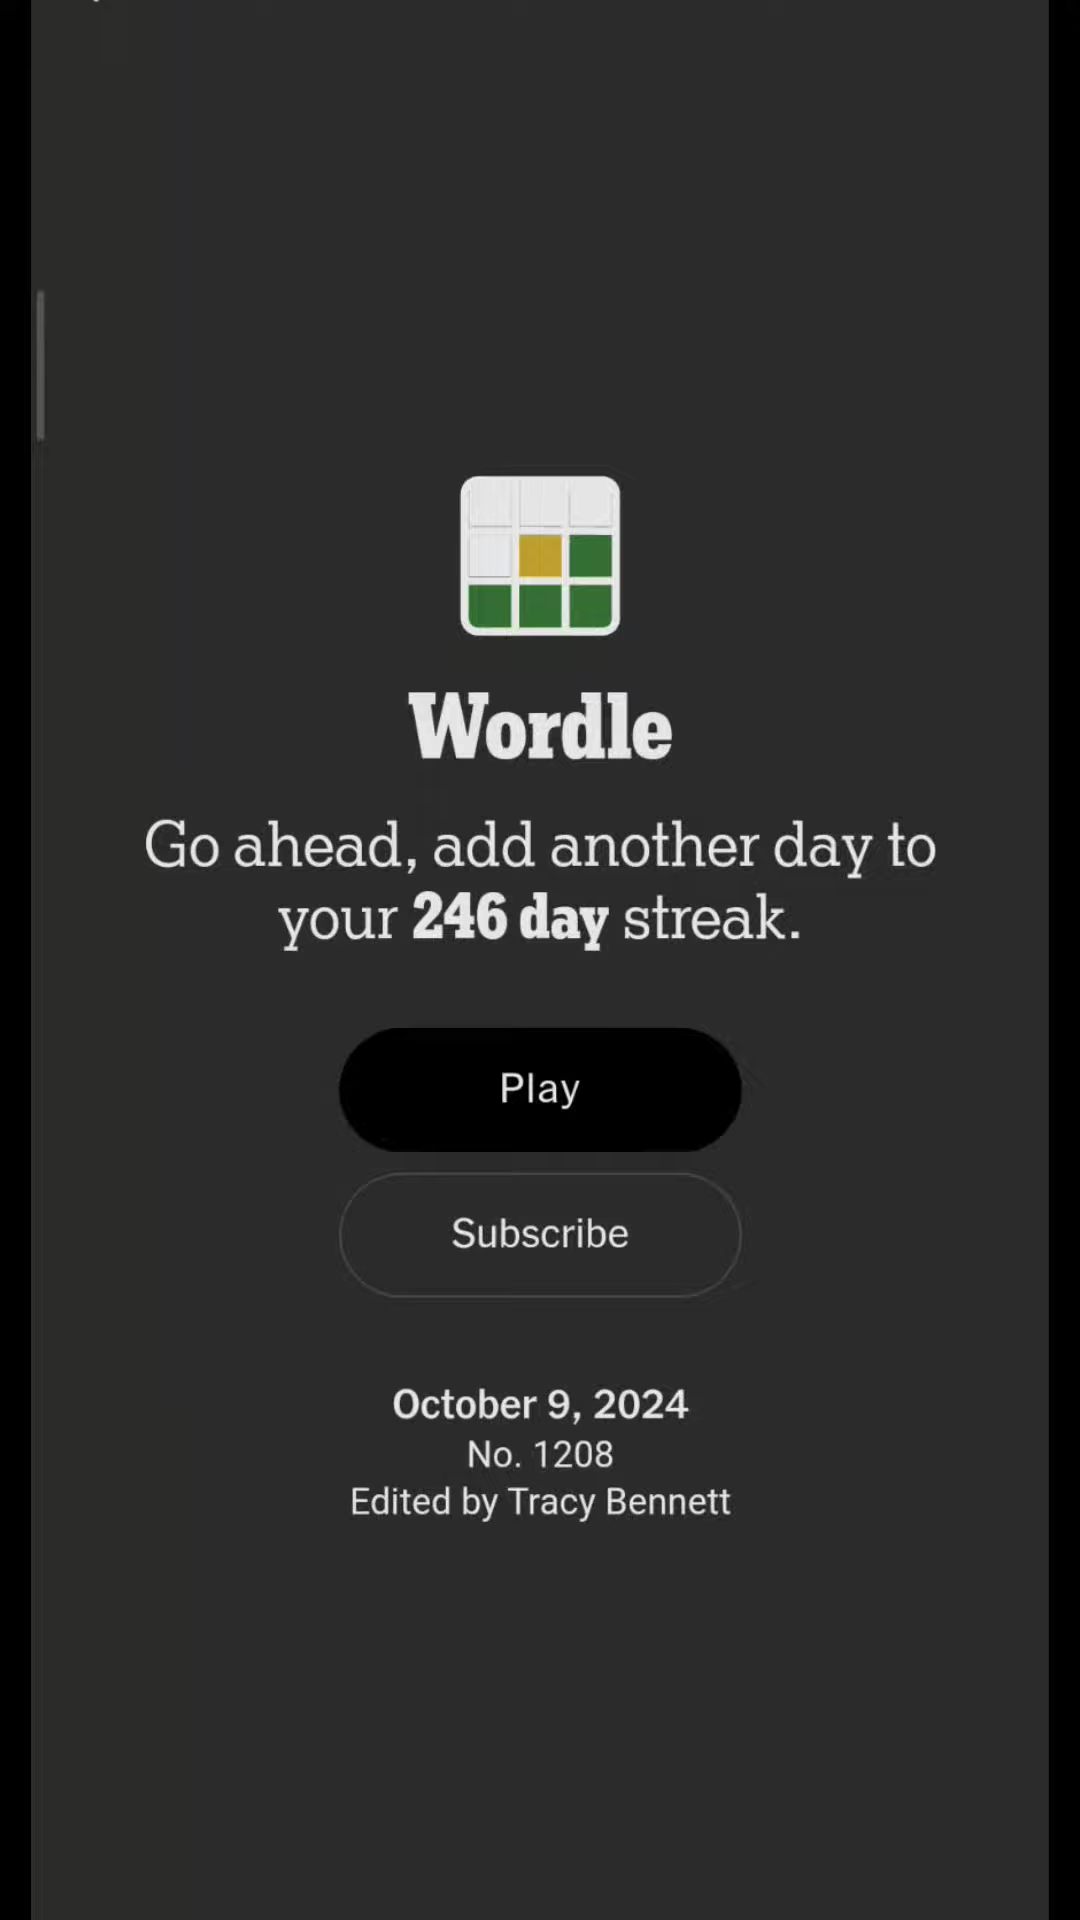 Wordle
Go ahead, add another day to
your 246 day streak.
Play
Subscribe
October 9, 2024
No. 1208
Edited by Tracy Bennett